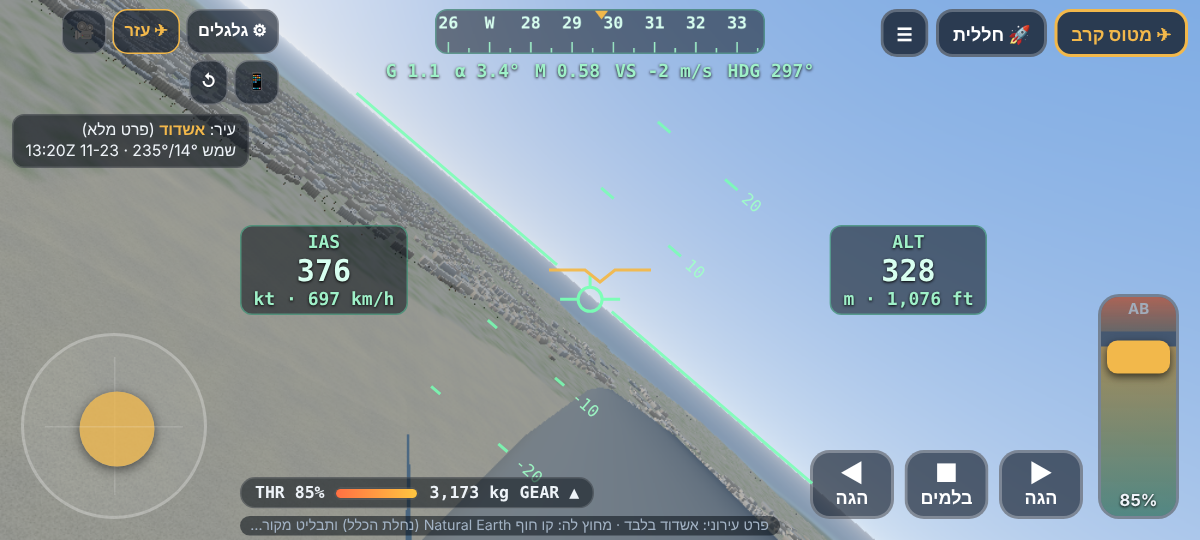 ⚙ גלגלים
✈ עזר
26 W 28 29 30 31 32 33
☰
🚀 חללית
✈ מטוס קרב
G 1.1 α 3.4° M 0.58 VS -2 m/s HDG 297°
עיר: אשדוד (פרט מלא)
שמש 235°/14° · 11-23 13:20Z
20
10
IAS
376
kt · 697 km/h
ALT
328
m · 1,076 ft
AB
-10
-20
THR 85% 3,173 kg GEAR ▲
◀ הגה
■ בלמים
▶ הגה
85%
פרט עירוני: אשדוד בלבד · מחוץ לה: קו חוף Natural Earth (נחלת הכלל) ותבליט מקור...